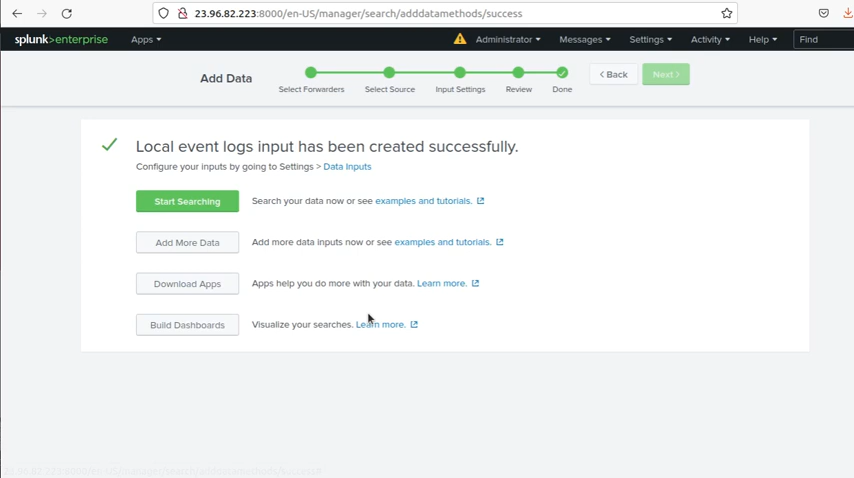 23.96.82.223:8000/en-US/manager/search/adddatamethods/success
splunk>enterprise Apps Administrator Messages Settings Activity Help Find
Add Data
Select Forwarders Select Source Input Settings Review Done
< Back Next >
Local event logs input has been created successfully.
Configure your inputs by going to Settings > Data Inputs
Start Searching Search your data now or see examples and tutorials.
Add More Data Add more data inputs now or see examples and tutorials.
Download Apps Apps help you do more with your data. Learn more.
Build Dashboards Visualize your searches. Learn more.